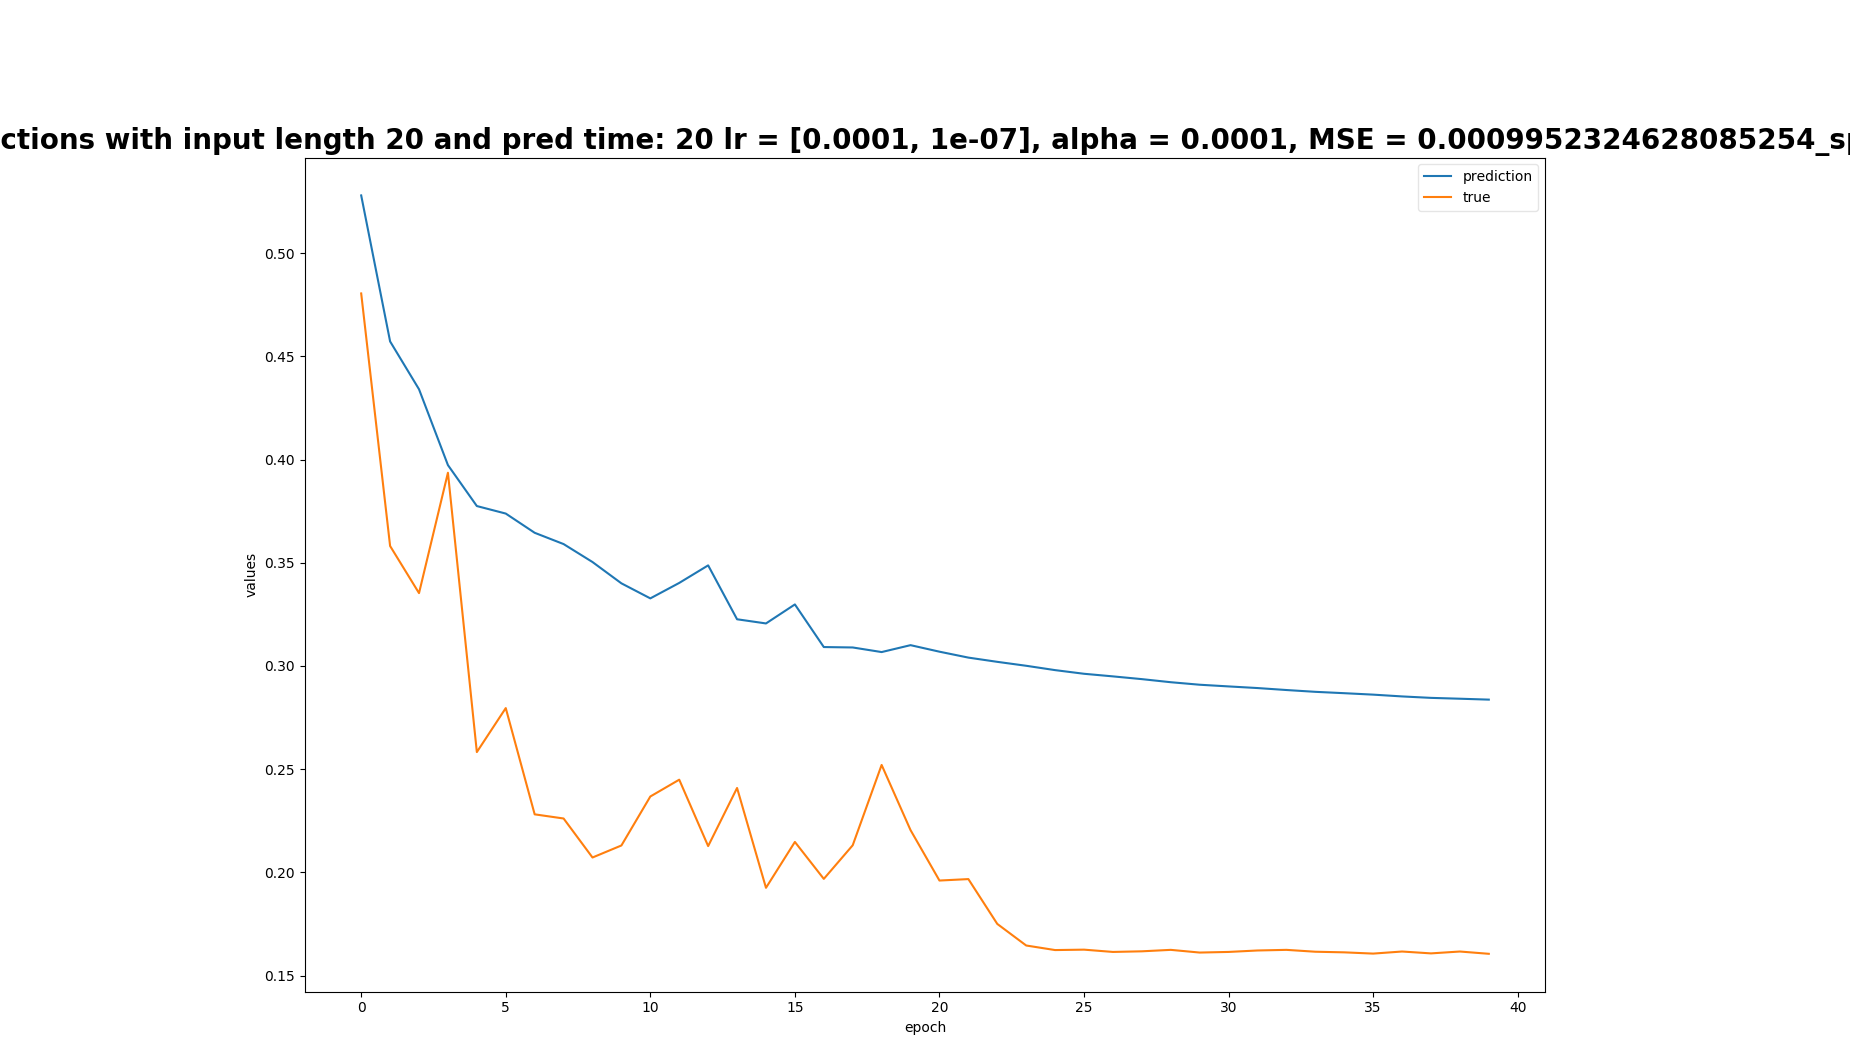 ctions with input length 20 and pred time: 20 lr = [0.0001, 1e-07], alpha = 0.0001, MSE = 0.0009952324628085254_sp
prediction
true
0.50
0.45
0.40
0.35
0.30
0.25
0.20
0.15
values
0 5 10 15 20 25 30 35 40
epoch